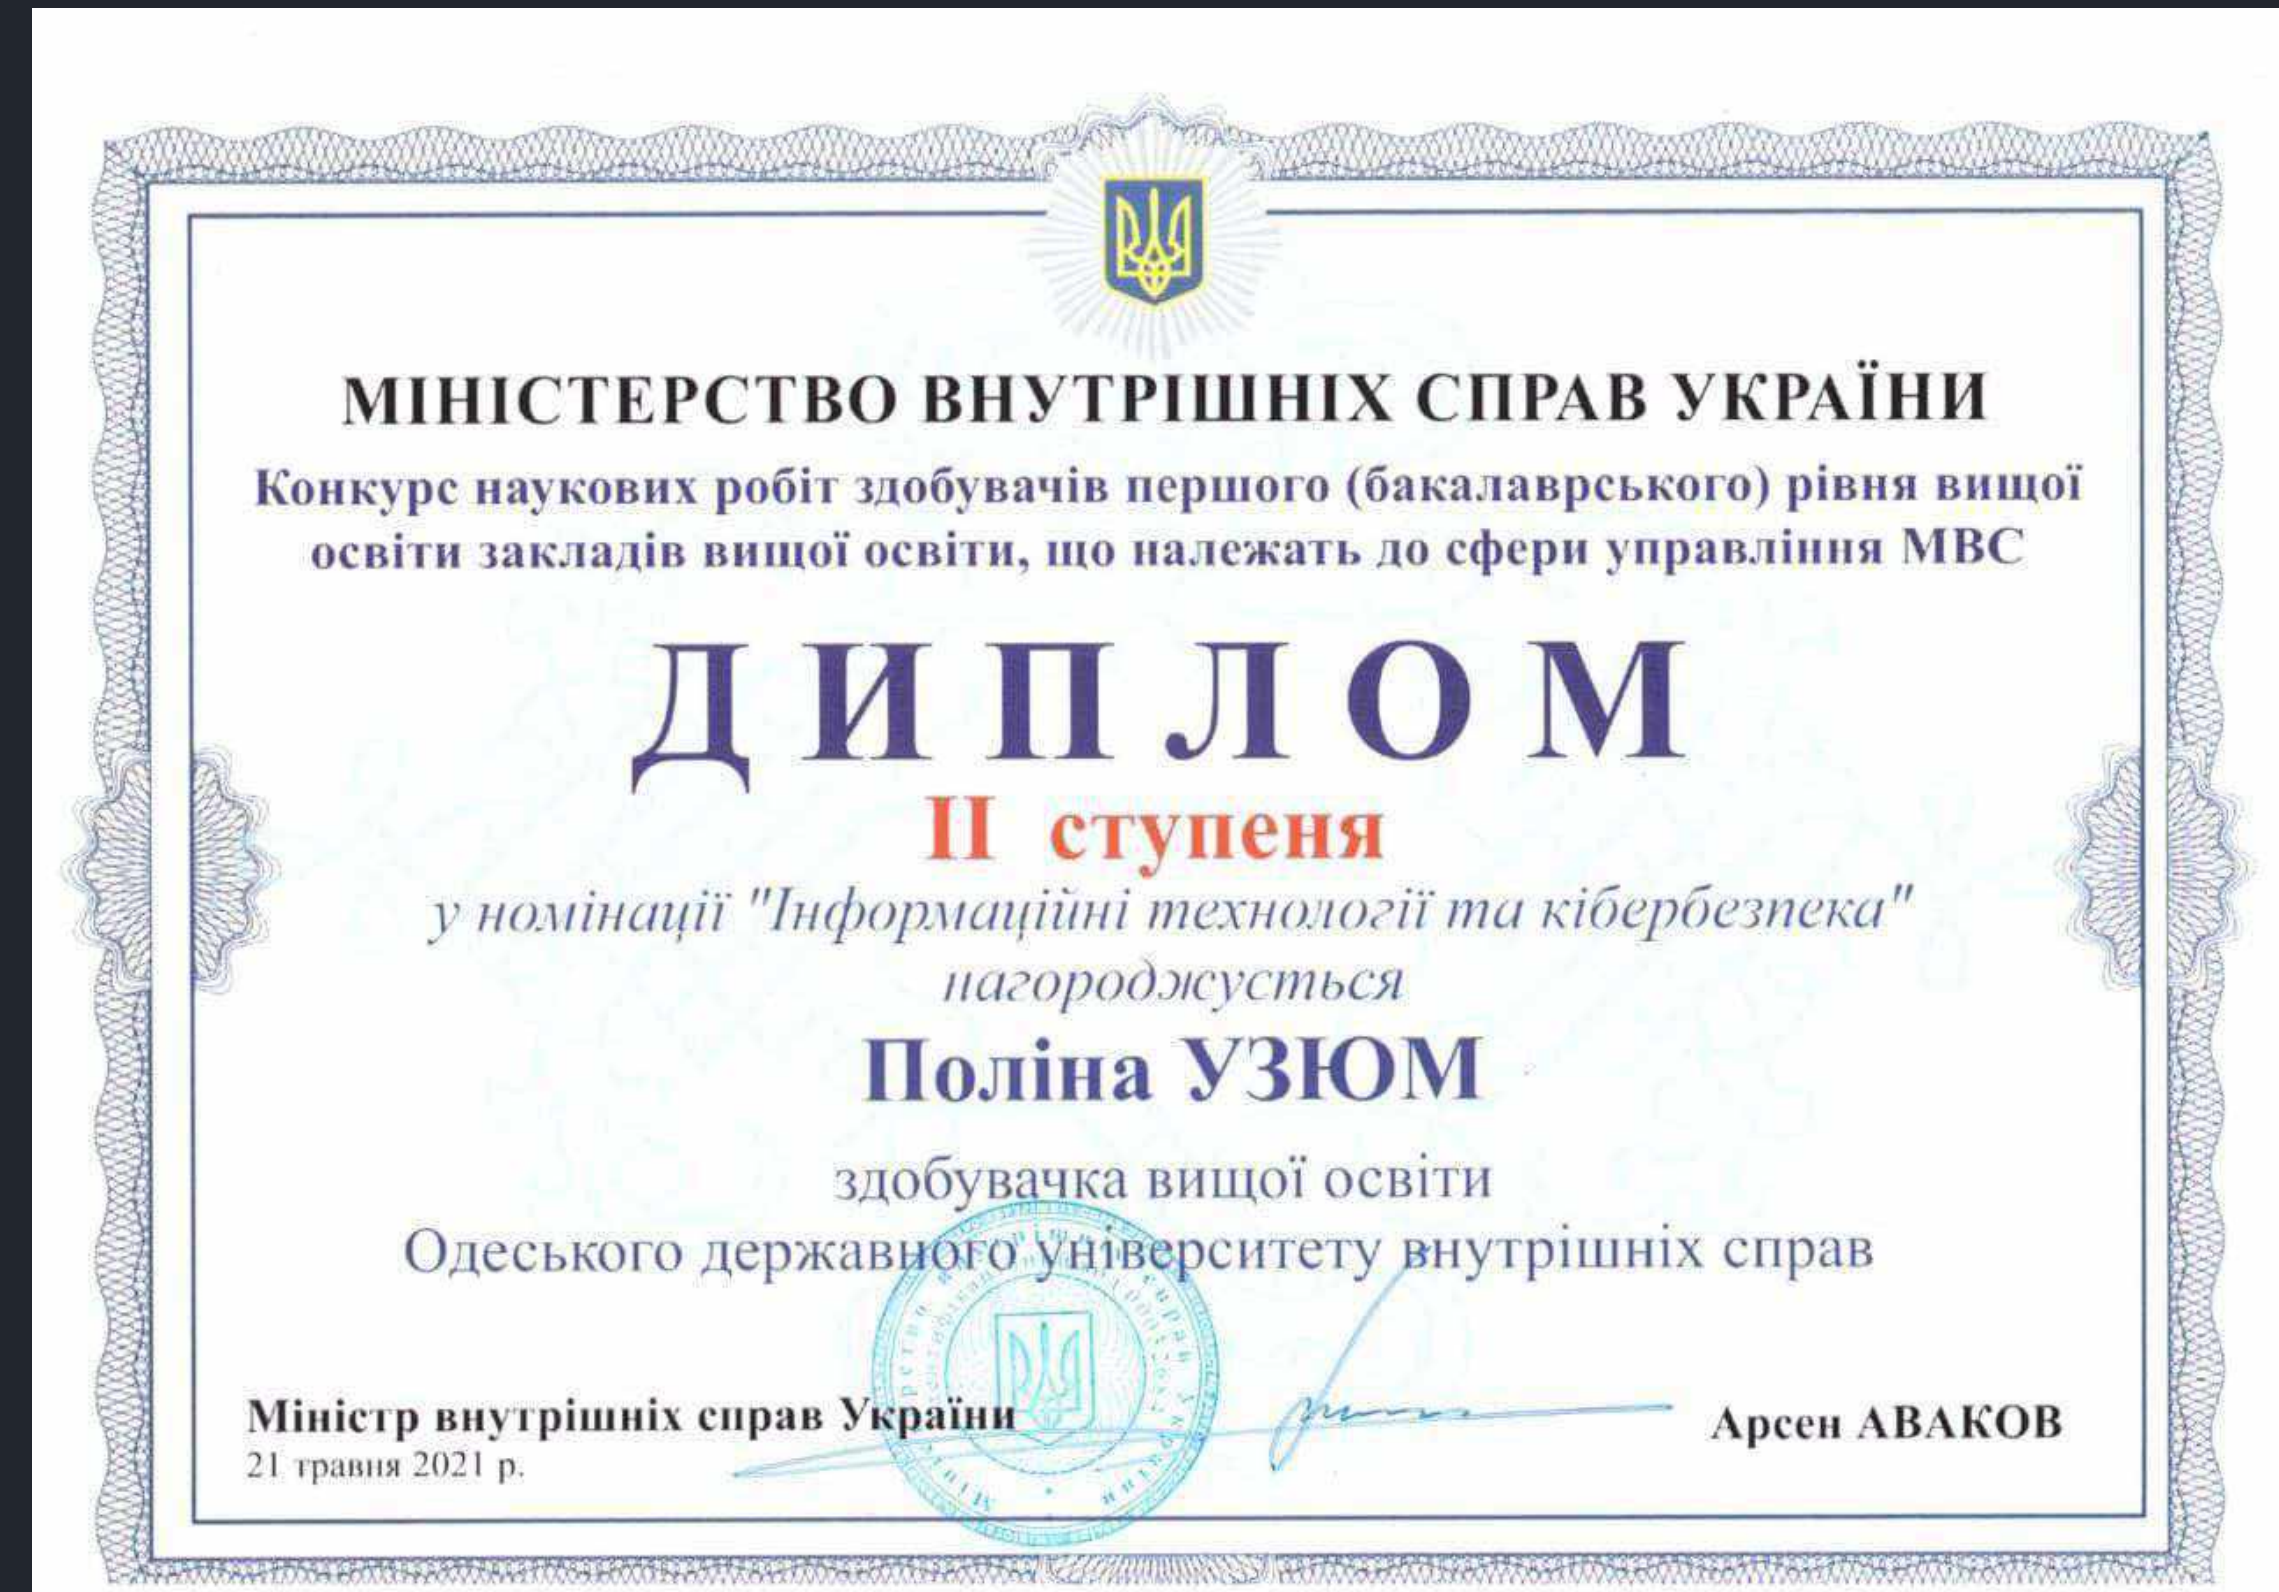 МІНІСТЕРСТВО ВНУТРІШНІХ СПРАВ УКРАЇНИ
Конкурс наукових робіт здобувачів першого (бакалаврського) рівня вищої
освіти закладів вищої освіти, що належать до сфери управління МВС
ДИПЛОМ
ІІ ступеня
у номінації "Інформаційні технології та кібербезпека"
нагороджується
Поліна УЗЮМ
здобувачка вищої освіти
Одеського державного університету внутрішніх справ
Міністр внутрішніх справ України
Арсен АВАКОВ
21 травня 2021 р.